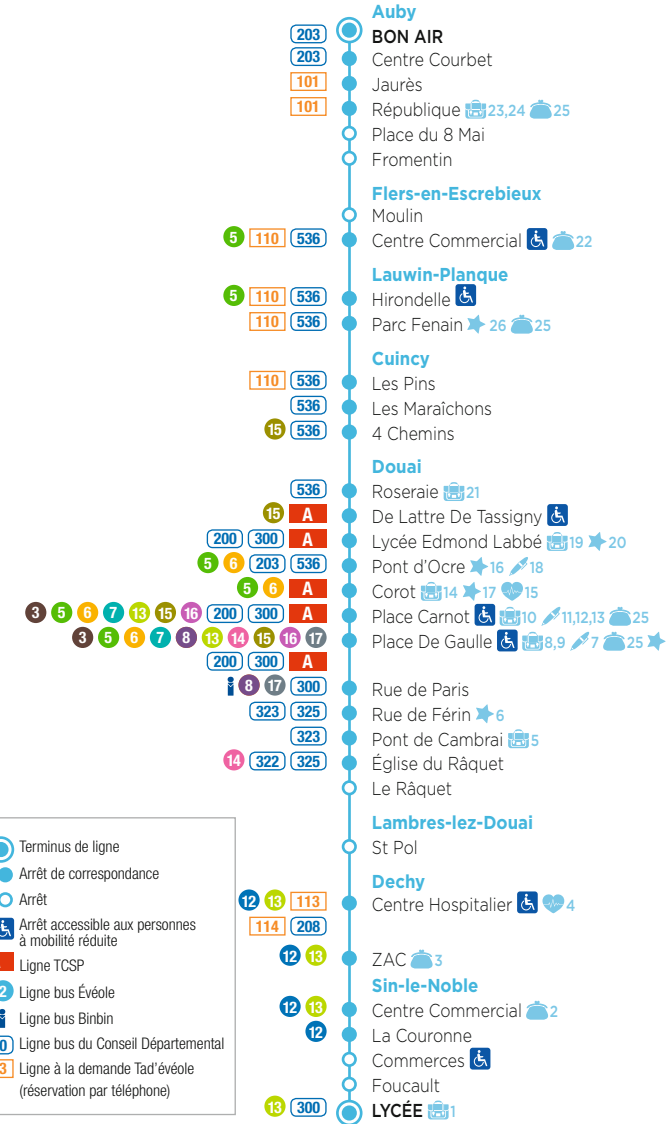 Auby
203 BON AIR
203 Centre Courbet
101 Jaurès
101 République 23,24 25
Place du 8 Mai
Fromentin
Flers-en-Escrebieux
Moulin
5 110 536 Centre Commercial 22
Lauwin-Planque
5 110 536 Hirondelle
110 536 Parc Fenain 26 25
Cuincy
110 536 Les Pins
536 Les Maraîchons
15 536 4 Chemins
Douai
536 Roseraie 21
15 A De Lattre De Tassigny
200 300 A Lycée Edmond Labbé 19 20
5 6 203 536 Pont d'Ocre 16 18
5 6 A Corot 14 17 15
3 5 6 7 13 15 16 200 300 A Place Carnot 10 11,12,13 25
3 5 6 7 8 13 14 15 16 17 Place De Gaulle 8,9 7 25
200 300 A
8 17 300 Rue de Paris
323 325 Rue de Férin 6
323 Pont de Cambrai 5
14 322 325 Église du Râquet
Le Râquet
Lambres-lez-Douai
St Pol
Dechy
12 13 113 Centre Hospitalier 4
114 208
12 13 ZAC 3
Sin-le-Noble
12 13 Centre Commercial 2
12 La Couronne
Commerces
Foucault
13 300 LYCÉE 1
Terminus de ligne
Arrêt de correspondance
Arrêt
Arrêt accessible aux personnes
à mobilité réduite
Ligne TCSP
2 Ligne bus Évéole
Ligne bus Binbin
0 Ligne bus du Conseil Départemental
3 Ligne à la demande Tad'évéole
(réservation par téléphone)